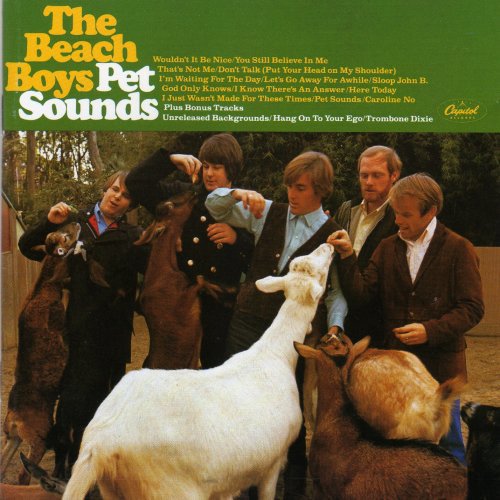 The
Beach
Boys Pet
Sounds
Wouldn't It Be Nice/You Still Believe In Me
That's Not Me/Don't Talk (Put Your Head on My Shoulder)
I'm Waiting For The Day/Let's Go Away For Awhile/Sloop John B.
God Only Knows/I Know There's An Answer/Here Today
I Just Wasn't Made For These Times/Pet Sounds/Caroline No
Plus Bonus Tracks
Unreleased Backgrounds/Hang On To Your Ego/Trombone Dixie
Capitol
RECORDS